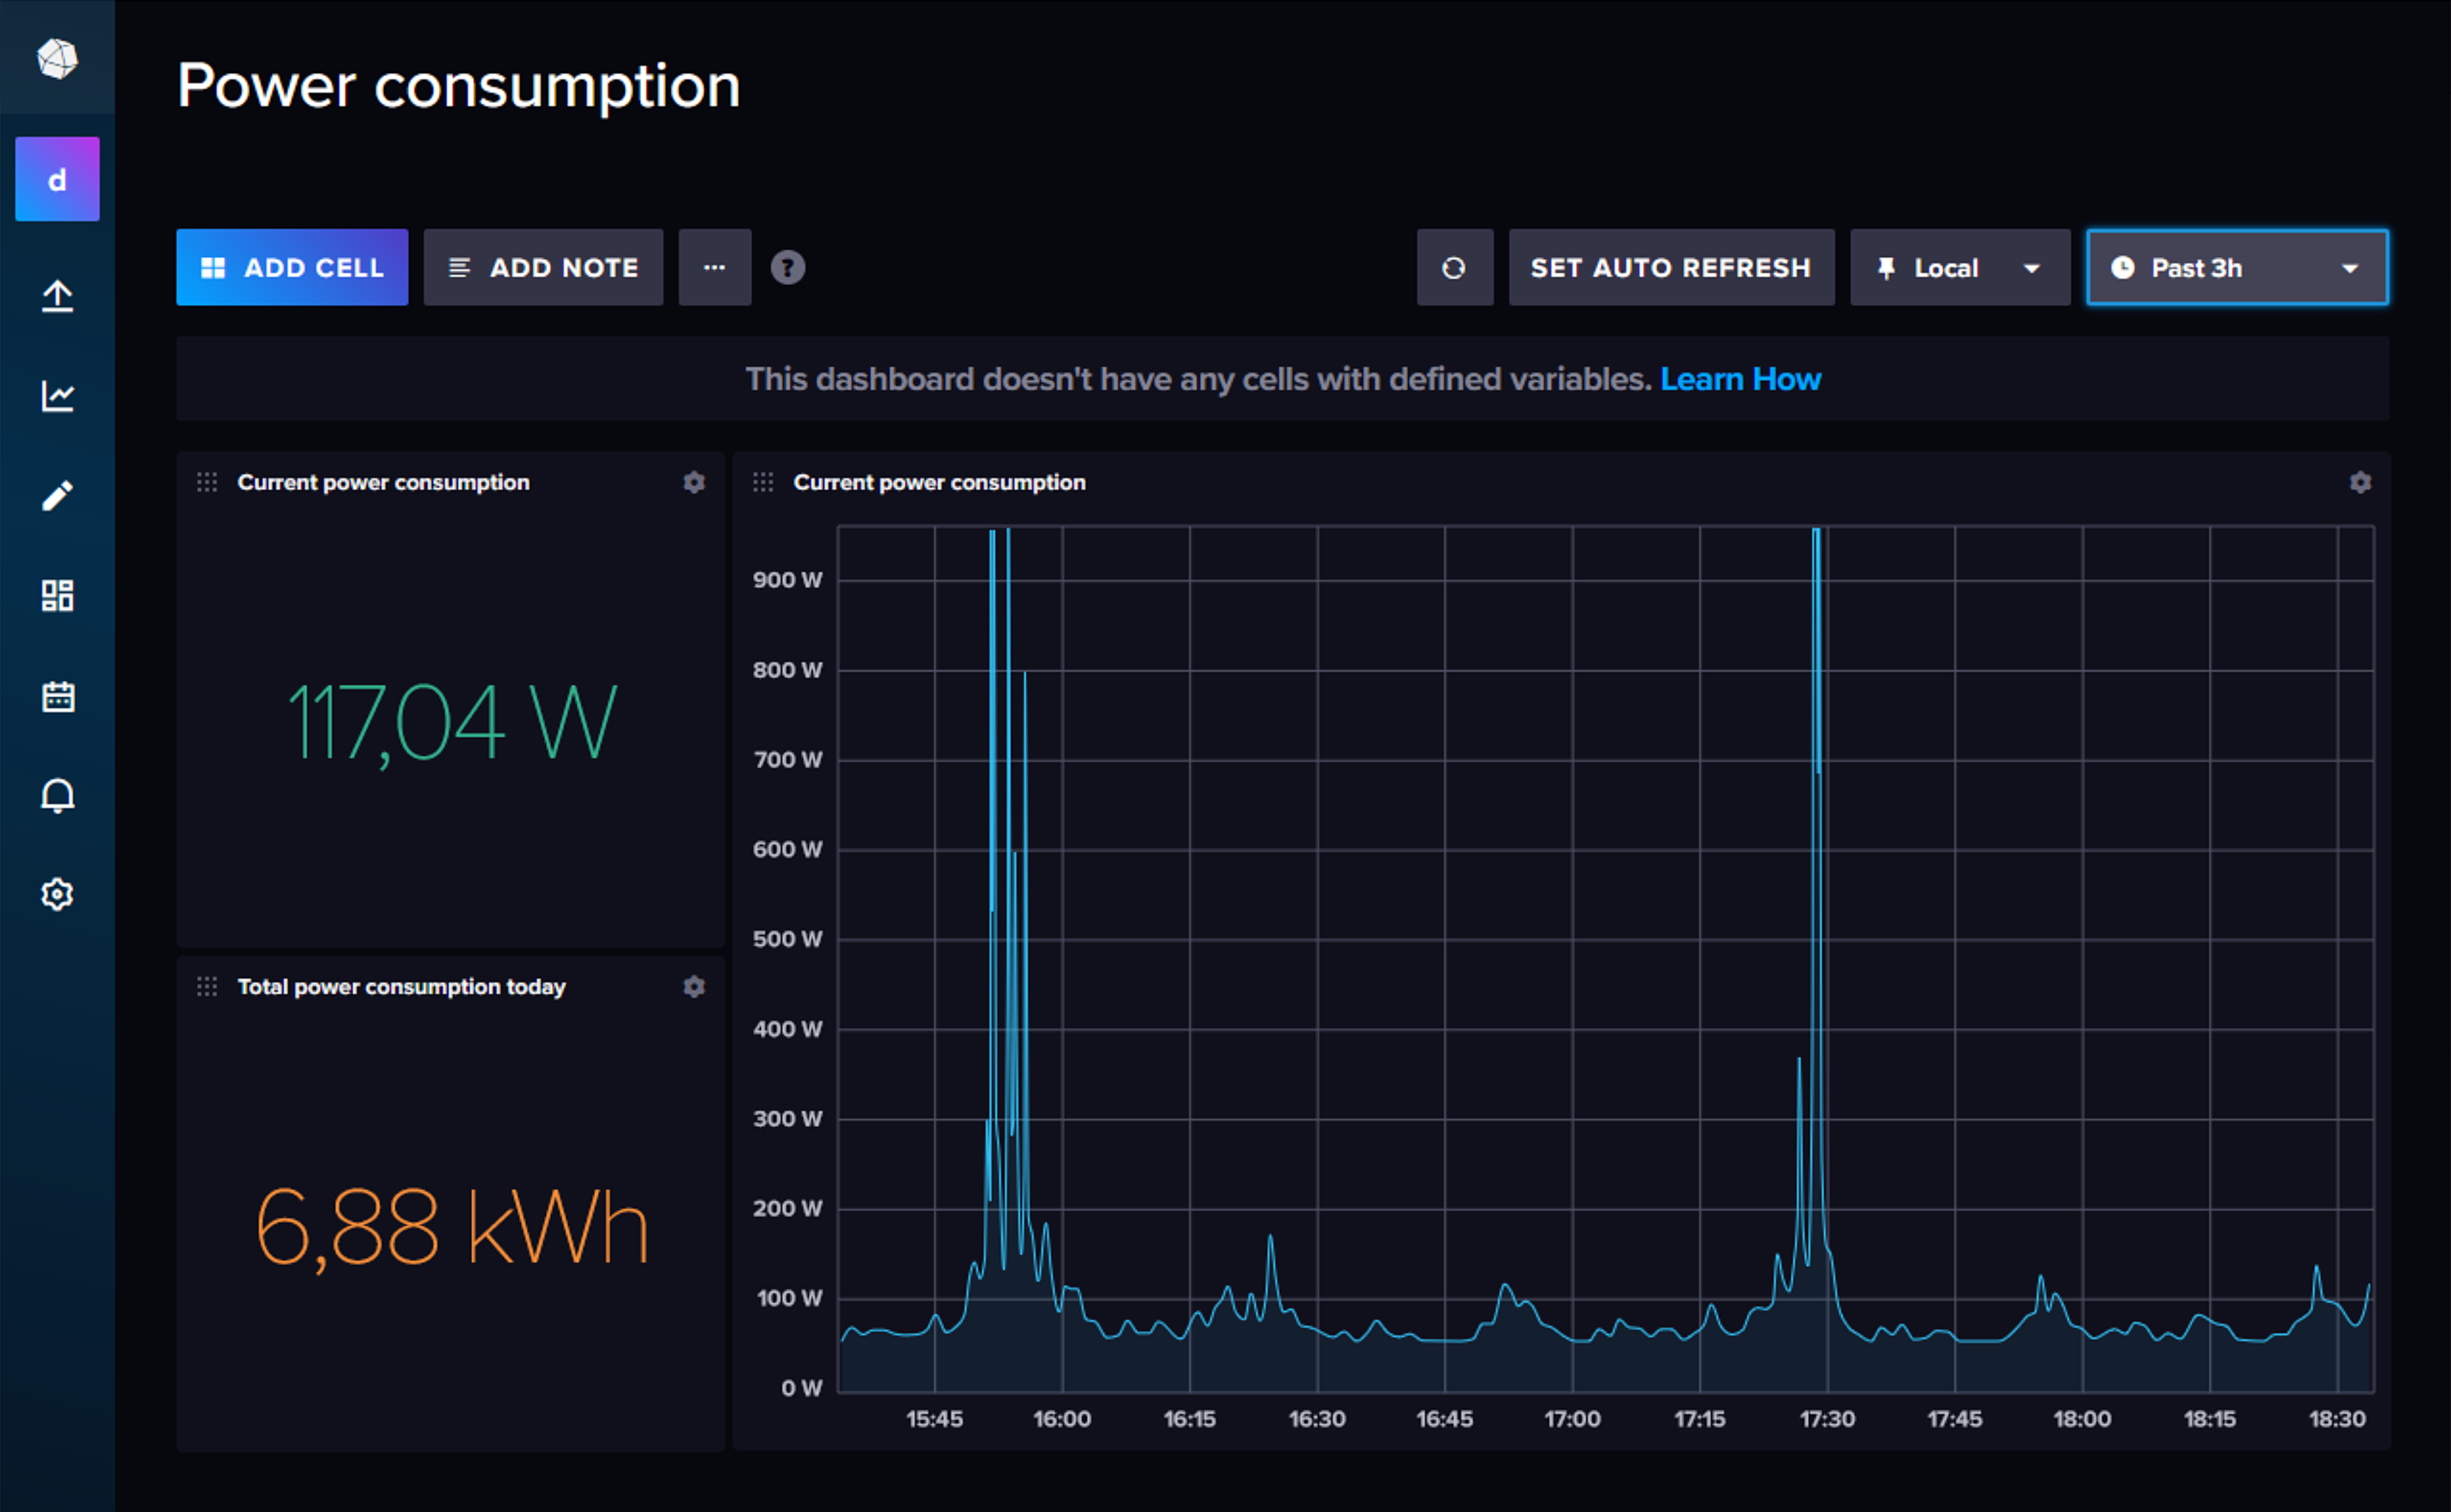 Power consumption
d
ADD CELL
ADD NOTE
...
?
SET AUTO REFRESH
Local
Past 3h
This dashboard doesn't have any cells with defined variables. Learn How
Current power consumption
117,04 W
Total power consumption today
6,88 kWh
Current power consumption
900 W
800 W
700 W
600 W
500 W
400 W
300 W
200 W
100 W
0 W
15:45 16:00 16:15 16:30 16:45 17:00 17:15 17:30 17:45 18:00 18:15 18:30